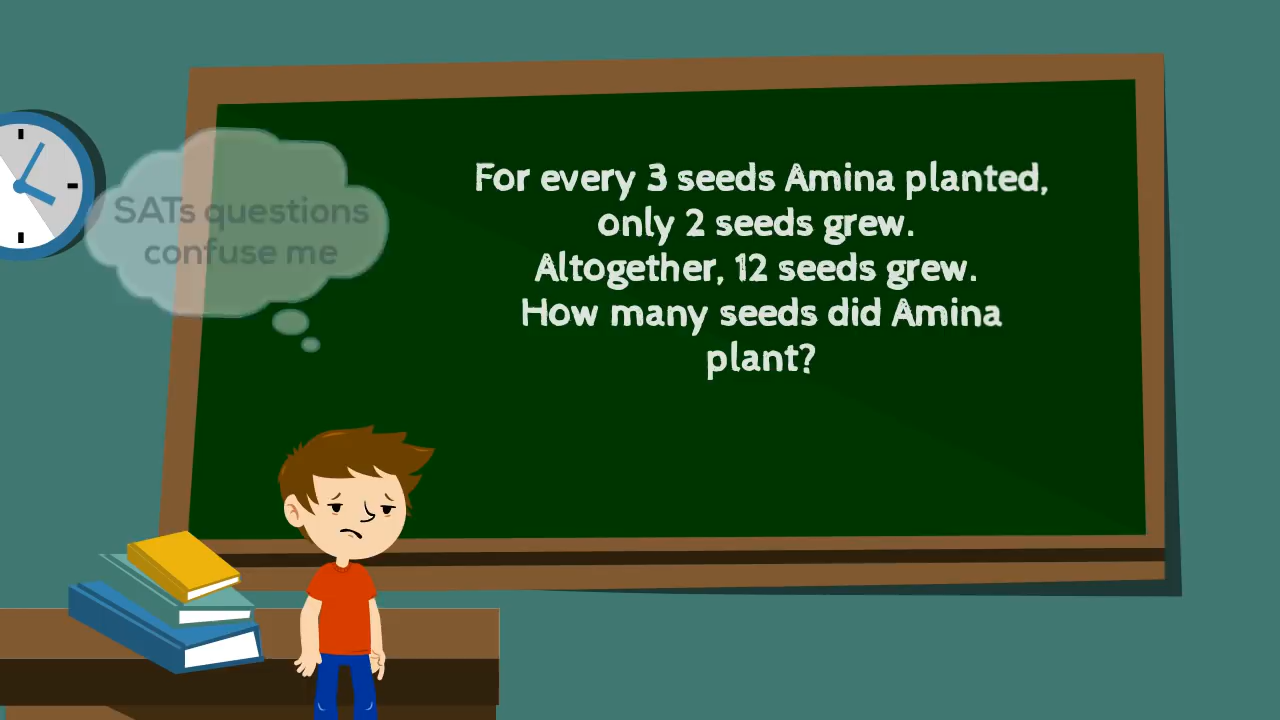 SATs questions
confuse me
For every 3 seeds Amina planted,
only 2 seeds grew.
Altogether, 12 seeds grew.
How many seeds did Amina
plant?